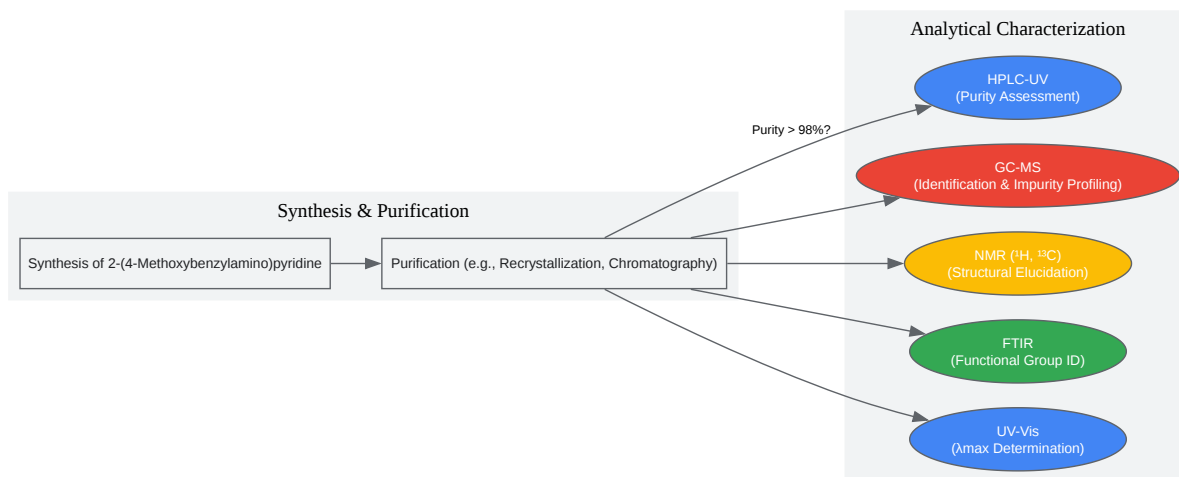 Analytical Characterization
HPLC-UV
(Purity Assessment)
Purity > 98%?
GC-MS
(Identification & Impurity Profiling)
Synthesis & Purification
Synthesis of 2-(4-Methoxybenzylamino)pyridine
Purification (e.g., Recrystallization, Chromatography)
NMR (¹H, ¹³C)
(Structural Elucidation)
FTIR
(Functional Group ID)
UV-Vis
(λmax Determination)